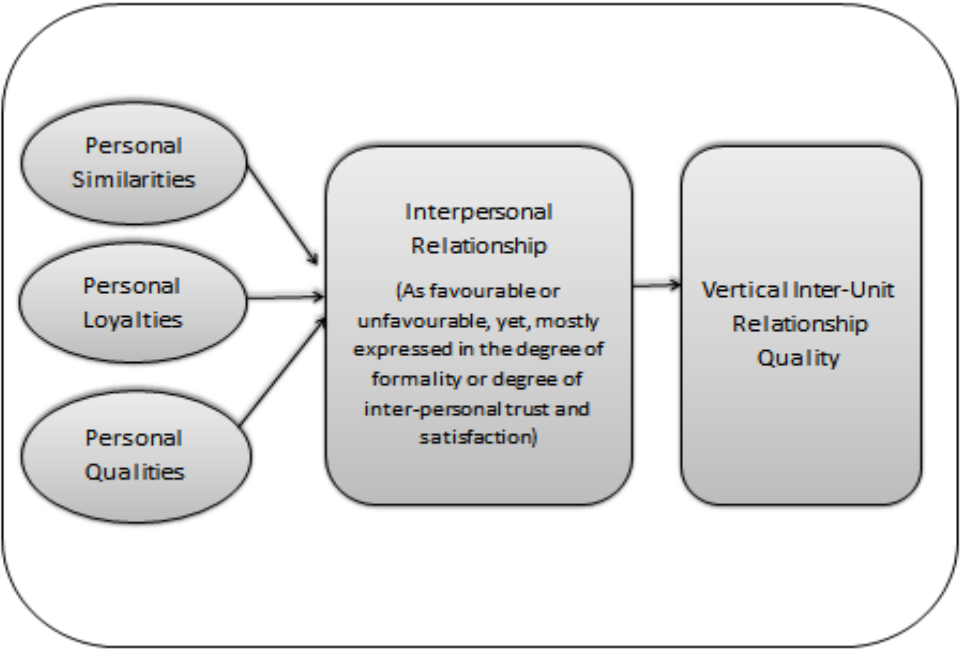 Personal
Similarities
Personal
Loyalties
Personal
Qualities
Interpersonal
Relationship
(As favourable or
unfavourable, yet, mostly
expressed in the degree of
formality or degree of
inter-personal trust and
satisfaction)
Vertical Inter-Unit
Relationship
Quality